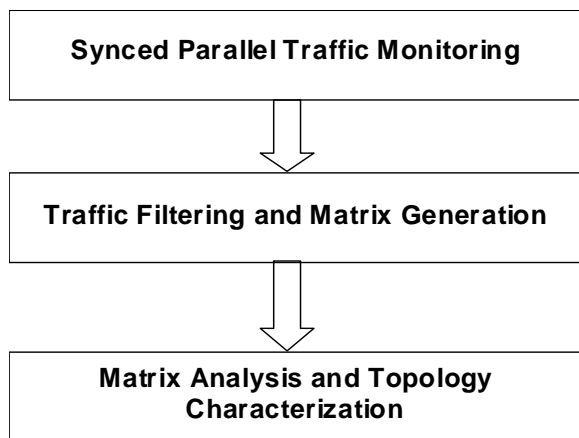 Synced Parallel Traffic Monitoring
Traffic Filtering and Matrix Generation
Matrix Analysis and Topology
Characterization